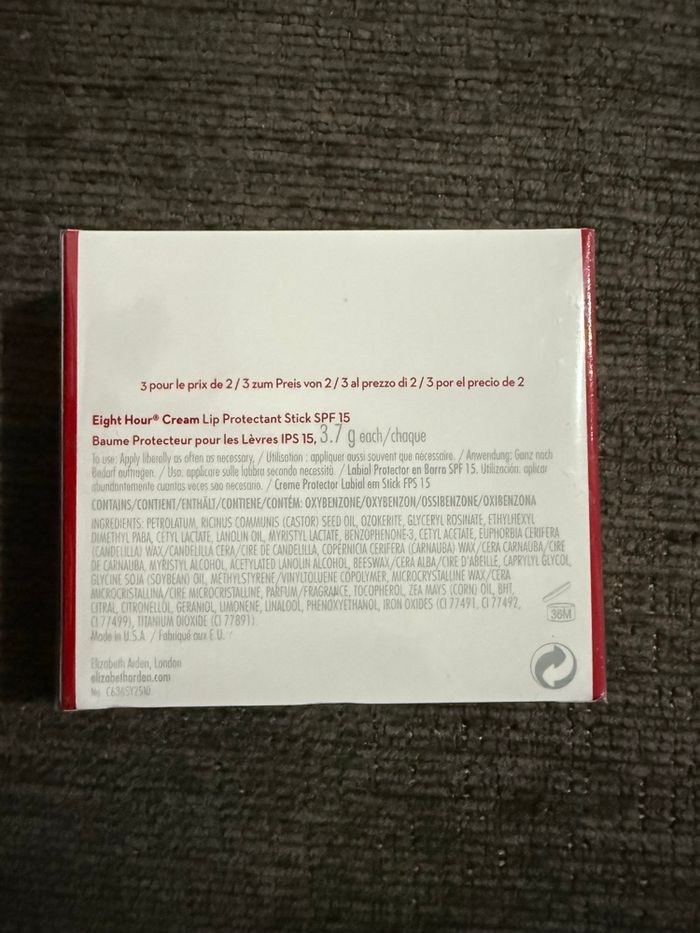 3 pour le prix de 2 / 3 zum Preis von 2 / 3 al prezzo di 2 / 3 por el precio de 2
Eight Hour® Cream Lip Protectant Stick SPF 15
Baume Protecteur pour les Lèvres IPS 15, 3.7 g each/chaque
To use: Apply liberally as often as necessary. / Utilisation : appliquer aussi souvent que nécessaire. / Anwendung: Ganz nach
Bedarf auftragen. / Uso: applicare sulle labbra secondo necessità. / Labial Protector en Barra SPF 15. Utilización: aplicar
abundantemente cuantas veces sea necesario. / Creme Protector Labial em Stick FPS 15
CONTAINS/CONTIENT/ENTHÄLT/CONTIENE/CONTÉM: OXYBENZONE/OXYBENZON/OSSIBENZONE/OXIBENZONA
INGREDIENTS: PETROLATUM, RICINUS COMMUNIS (CASTOR) SEED OIL, OZOKERITE, GLYCERYL ROSINATE, ETHYLHEXYL
DIMETHYL PABA, CETYL LACTATE, LANOLIN OIL, MYRISTYL LACTATE, BENZOPHENONE-3, CETYL ACETATE, EUPHORBIA CERIFERA
(CANDELILLA) WAX/CANDELILLA CERA/CIRE DE CANDELILLA, COPERNICIA CERIFERA (CARNAUBA) WAX/CERA CARNAUBA/CIRE
DE CARNAUBA, MYRISTYL ALCOHOL, ACETYLATED LANOLIN ALCOHOL, BEESWAX/CERA ALBA/CIRE D'ABEILLE, CAPRYLYL GLYCOL,
GLYCINE SOJA (SOYBEAN) OIL, METHYLSTYRENE/VINYLTOLUENE COPOLYMER, MICROCRYSTALLINE WAX/CERA
MICROCRISTALLINA/CIRE MICROCRISTALLINE, PARFUM/FRAGRANCE, TOCOPHEROL, ZEA MAYS (CORN) OIL, BHT,
CITRAL, CITRONELLOL, GERANIOL, LIMONENE, LINALOOL, PHENOXYETHANOL, IRON OXIDES (CI 77491, CI 77492,
CI 77499), TITANIUM DIOXIDE (CI 77891)
Made in U.S.A. / Fabriqué aux É.U.
36M
Elizabeth Arden, London
elizabetharden.com
No. C636SY2510